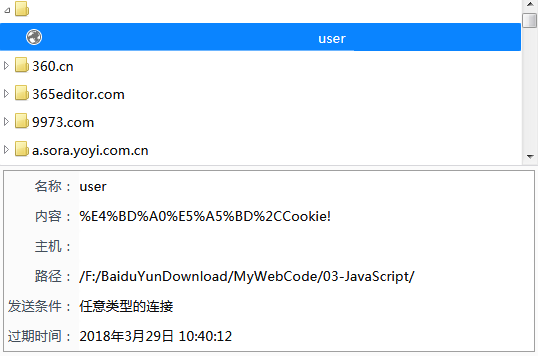 user
360.cn
365editor.com
9973.com
a.sora.yoyi.com.cn
名称： user
内容： %E4%BD%A0%E5%A5%BD%2CCookie!
主机：
路径： /F:/BaiduYunDownload/MyWebCode/03-JavaScript/
发送条件： 任意类型的连接
过期时间： 2018年3月29日 10:40:12